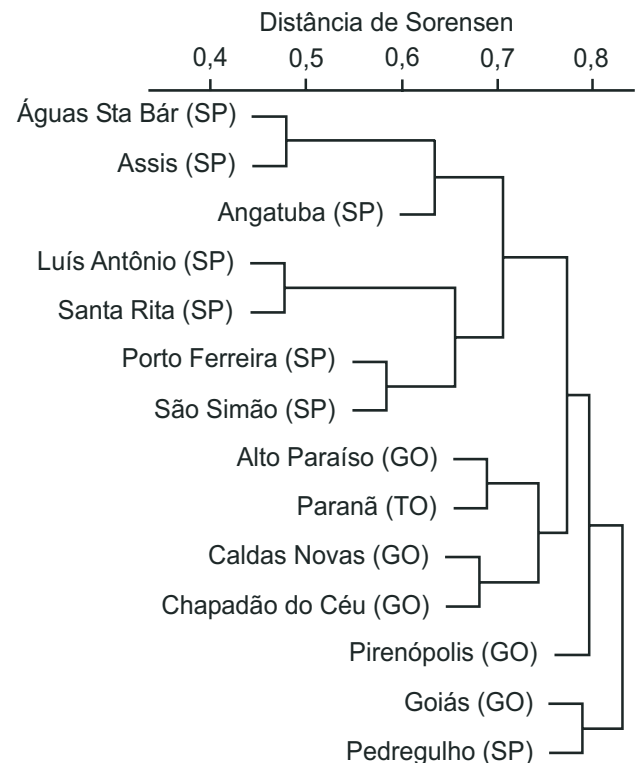 Distância de Sorensen
0,4 0,5 0,6 0,7 0,8
Águas Sta Bár (SP)
Assis (SP)
Angatuba (SP)
Luís Antônio (SP)
Santa Rita (SP)
Porto Ferreira (SP)
São Simão (SP)
Alto Paraíso (GO)
Paranã (TO)
Caldas Novas (GO)
Chapadão do Céu (GO)
Pirenópolis (GO)
Goiás (GO)
Pedregulho (SP)